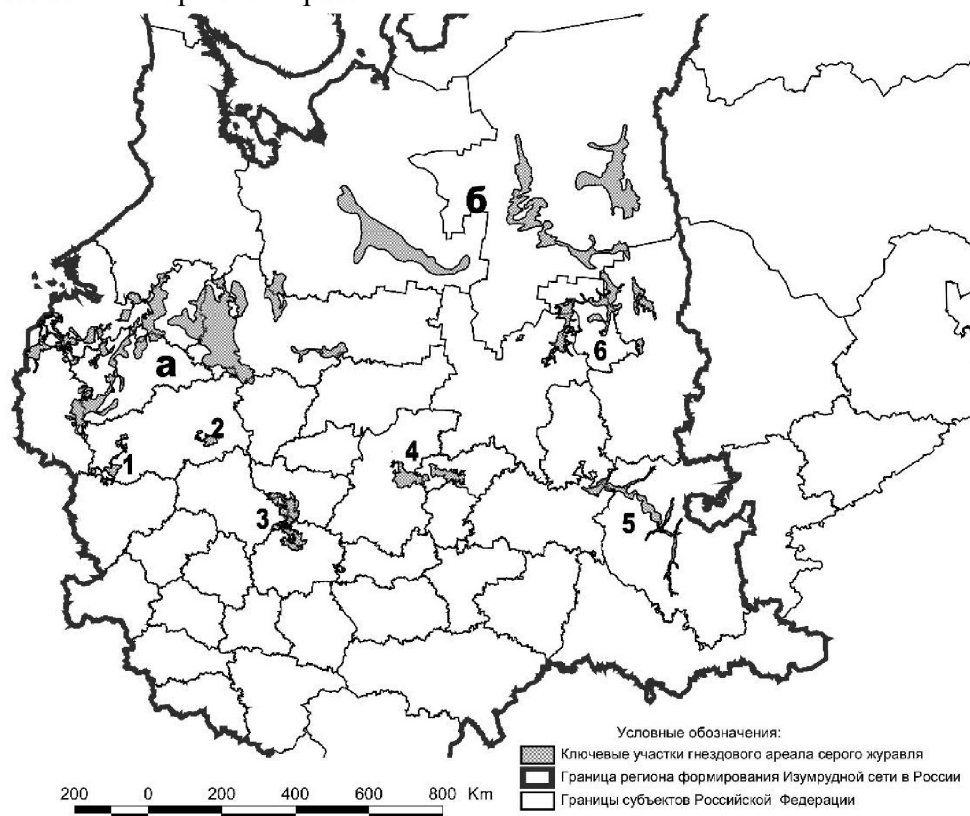 б
а
6
2
1
4
3
5
Условные обозначения:
Ключевые участки гнездового ареала серого журавля
Граница региона формирования Изумрудной сети в России
Границы субъектов Российской Федерации
200 0 200 400 600 800 Km